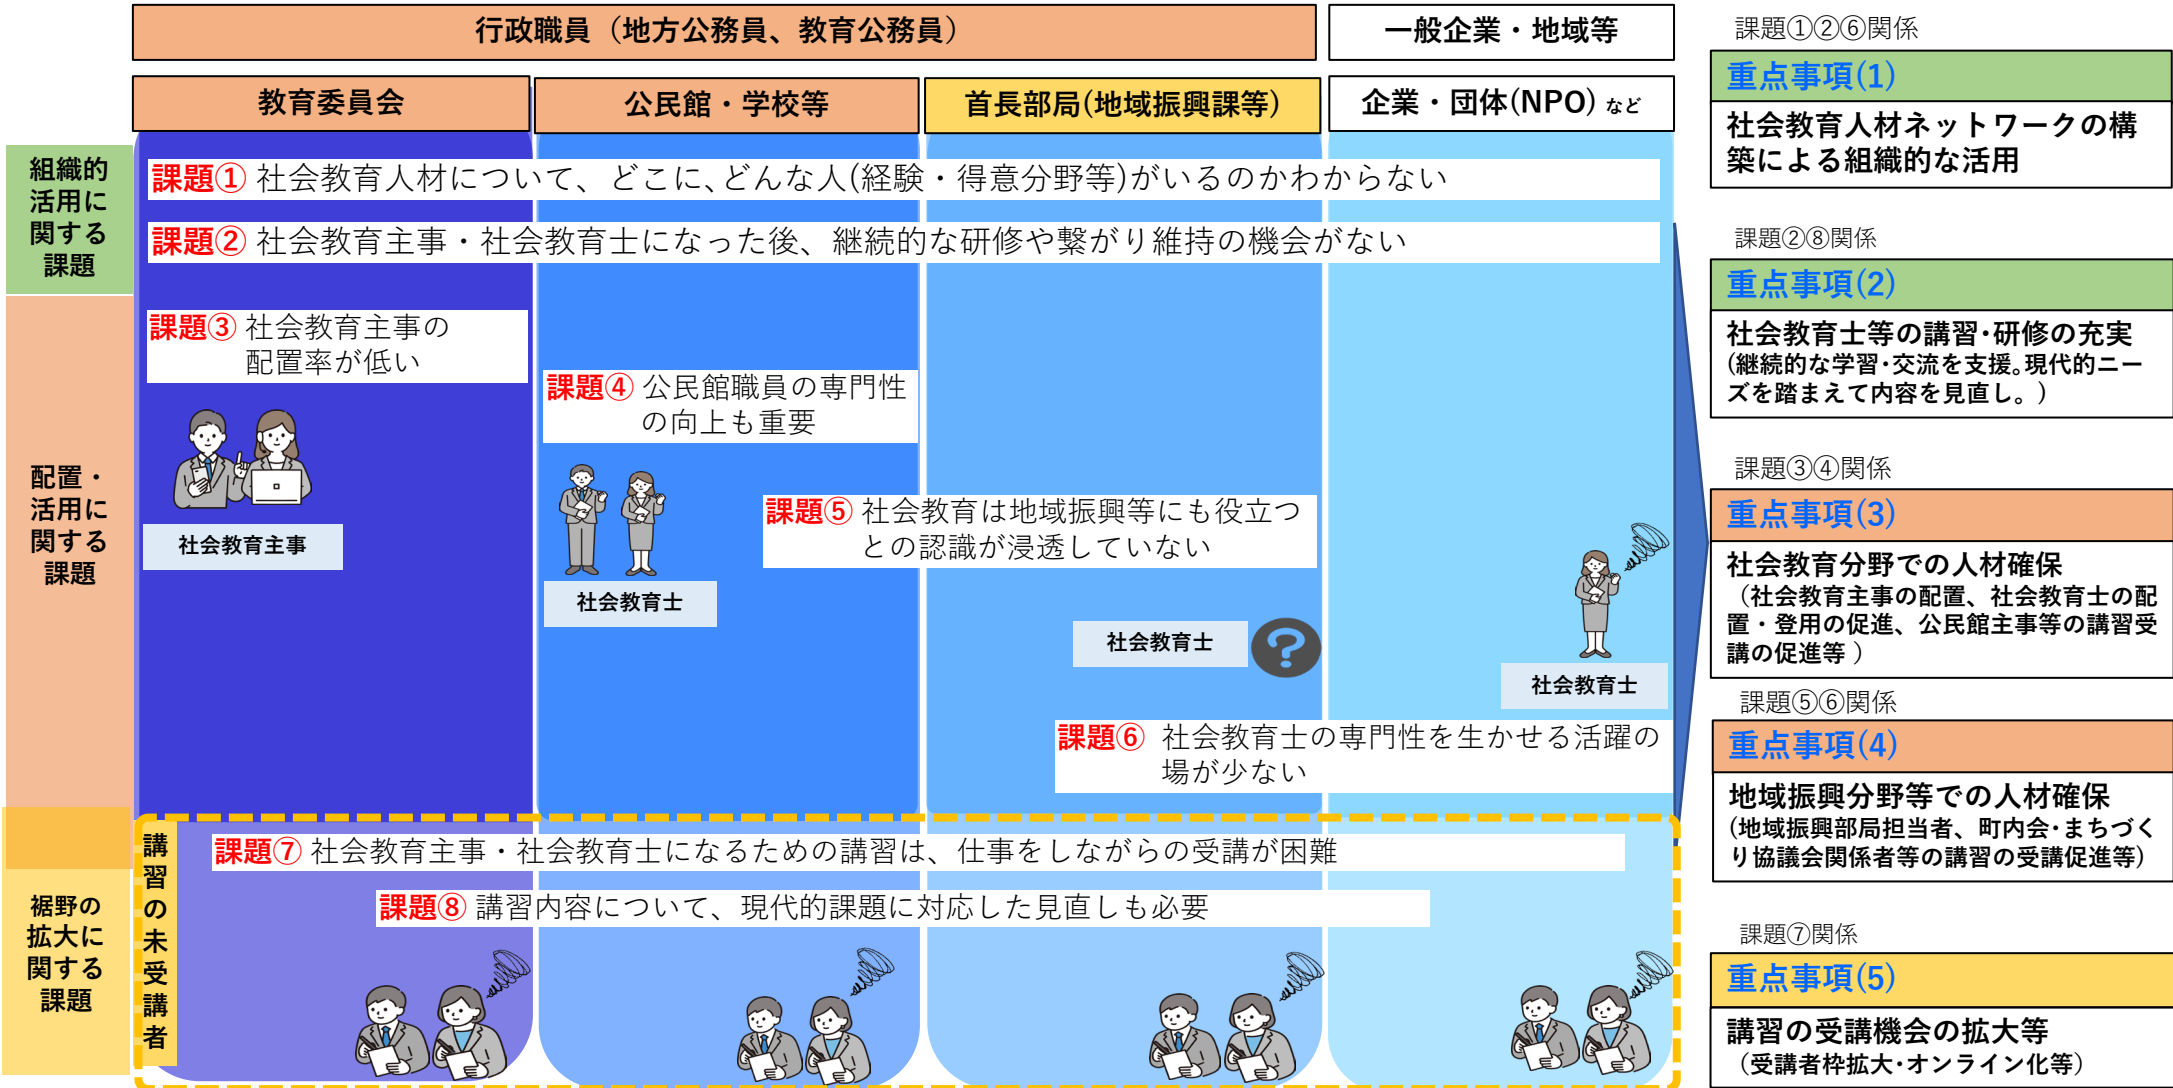 行政職員（地方公務員、教育公務員）
一般企業・地域等
教育委員会
公民館・学校等
首長部局(地域振興課等)
企業・団体(NPO) など
組織的
活用に
関する
課題
課題① 社会教育人材について、どこに､どんな人(経験・得意分野等)がいるのかわからない
課題② 社会教育主事・社会教育士になった後、継続的な研修や繋がり維持の機会がない
配置・
活用に
関する
課題
課題③ 社会教育主事の
配置率が低い
社会教育主事
課題④ 公民館職員の専門性
の向上も重要
社会教育士
課題⑤ 社会教育は地域振興等にも役立つ
との認識が浸透していない
社会教育士
?
社会教育士
課題⑥ 社会教育士の専門性を生かせる活躍の
場が少ない
裾野の
拡大に
関する
課題
講習の未受講者
課題⑦ 社会教育主事・社会教育士になるための講習は、仕事をしながらの受講が困難
課題⑧ 講習内容について、現代的課題に対応した見直しも必要
課題①②⑥関係
重点事項(1)
社会教育人材ネットワークの構
築による組織的な活用
課題②⑧関係
重点事項(2)
社会教育士等の講習･研修の充実
(継続的な学習･交流を支援｡現代的ニー
ズを踏まえて内容を見直し。）
課題③④関係
重点事項(3)
社会教育分野での人材確保
（社会教育主事の配置、社会教育士の配
置・登用の促進、公民館主事等の講習受
講の促進等 ）
課題⑤⑥関係
重点事項(4)
地域振興分野等での人材確保
(地域振興部局担当者、町内会･まちづく
り協議会関係者等の講習の受講促進等）
課題⑦関係
重点事項(5)
講習の受講機会の拡大等
（受講者枠拡大･オンライン化等）